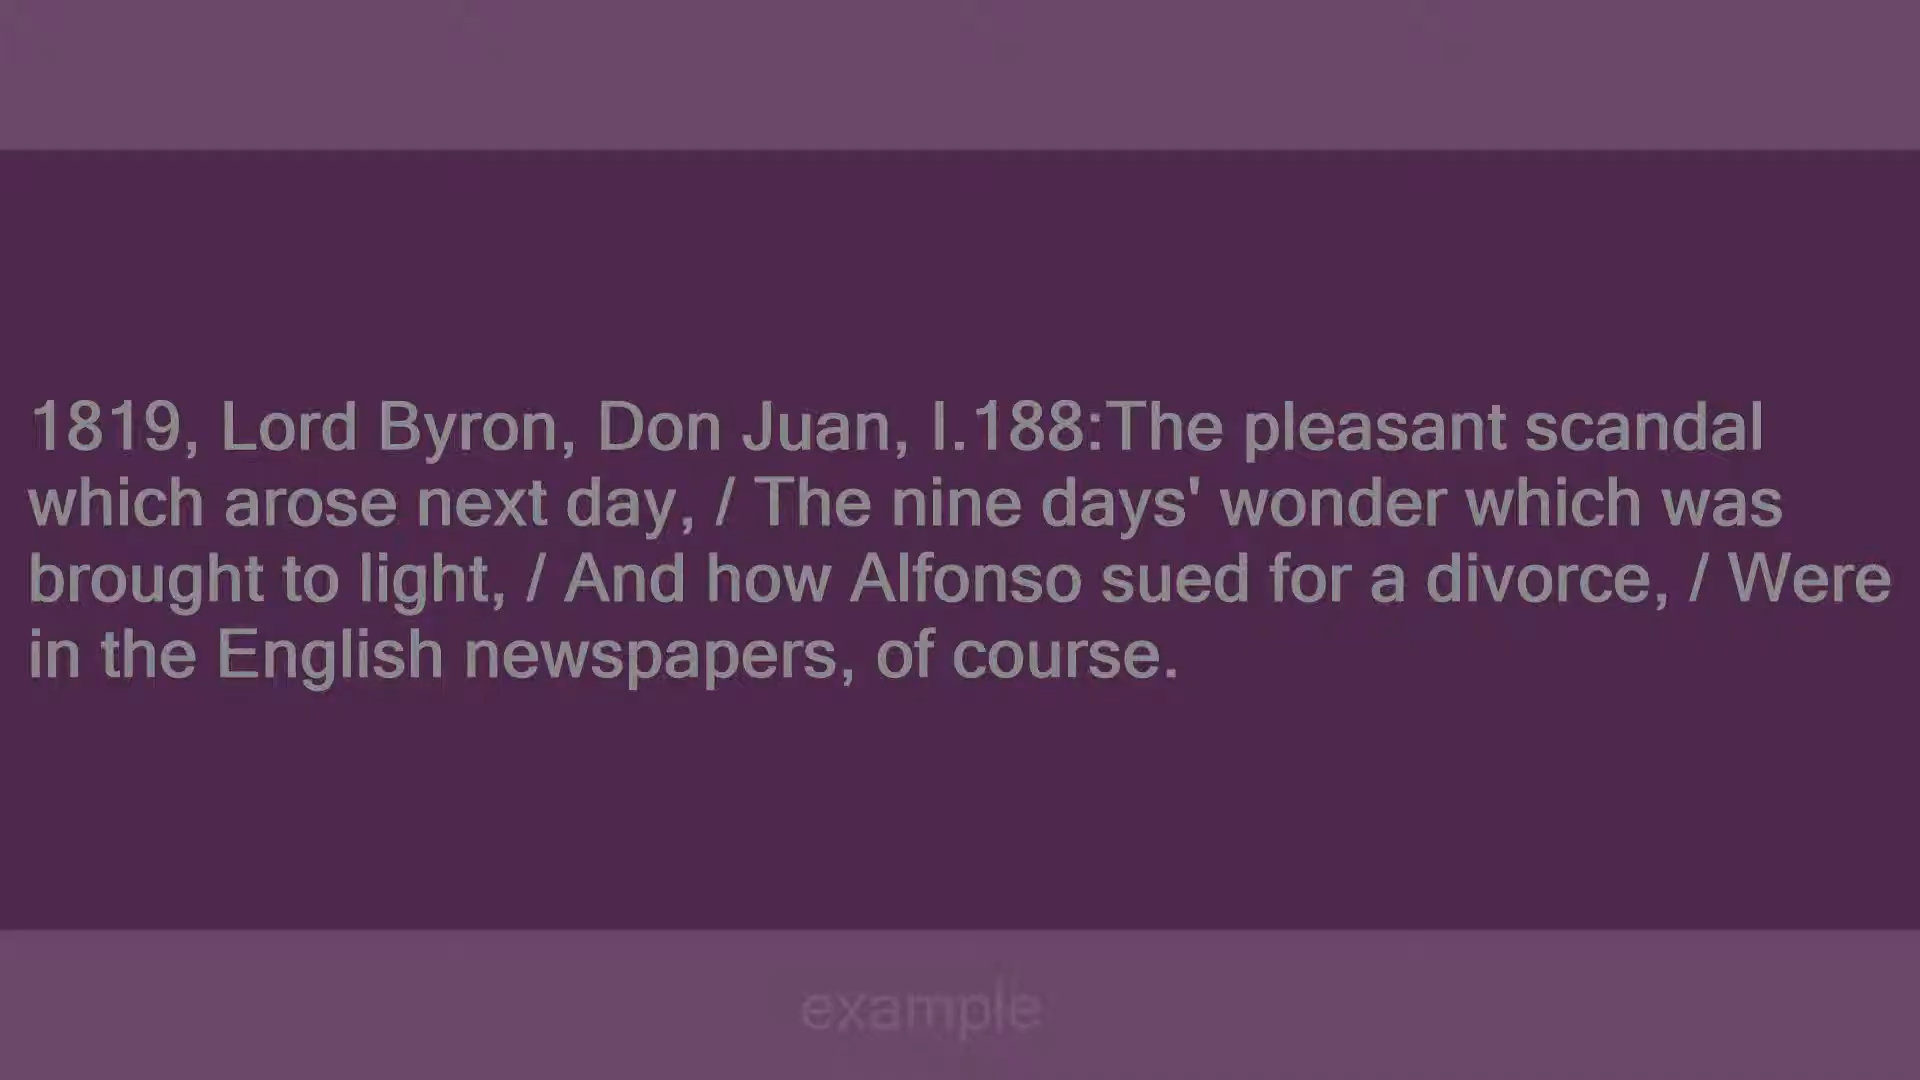 1819, Lord Byron, Don Juan, I.188:The pleasant scandal
which arose next day, / The nine days' wonder which was
brought to light, / And how Alfonso sued for a divorce, / Were
in the English newspapers, of course.
example